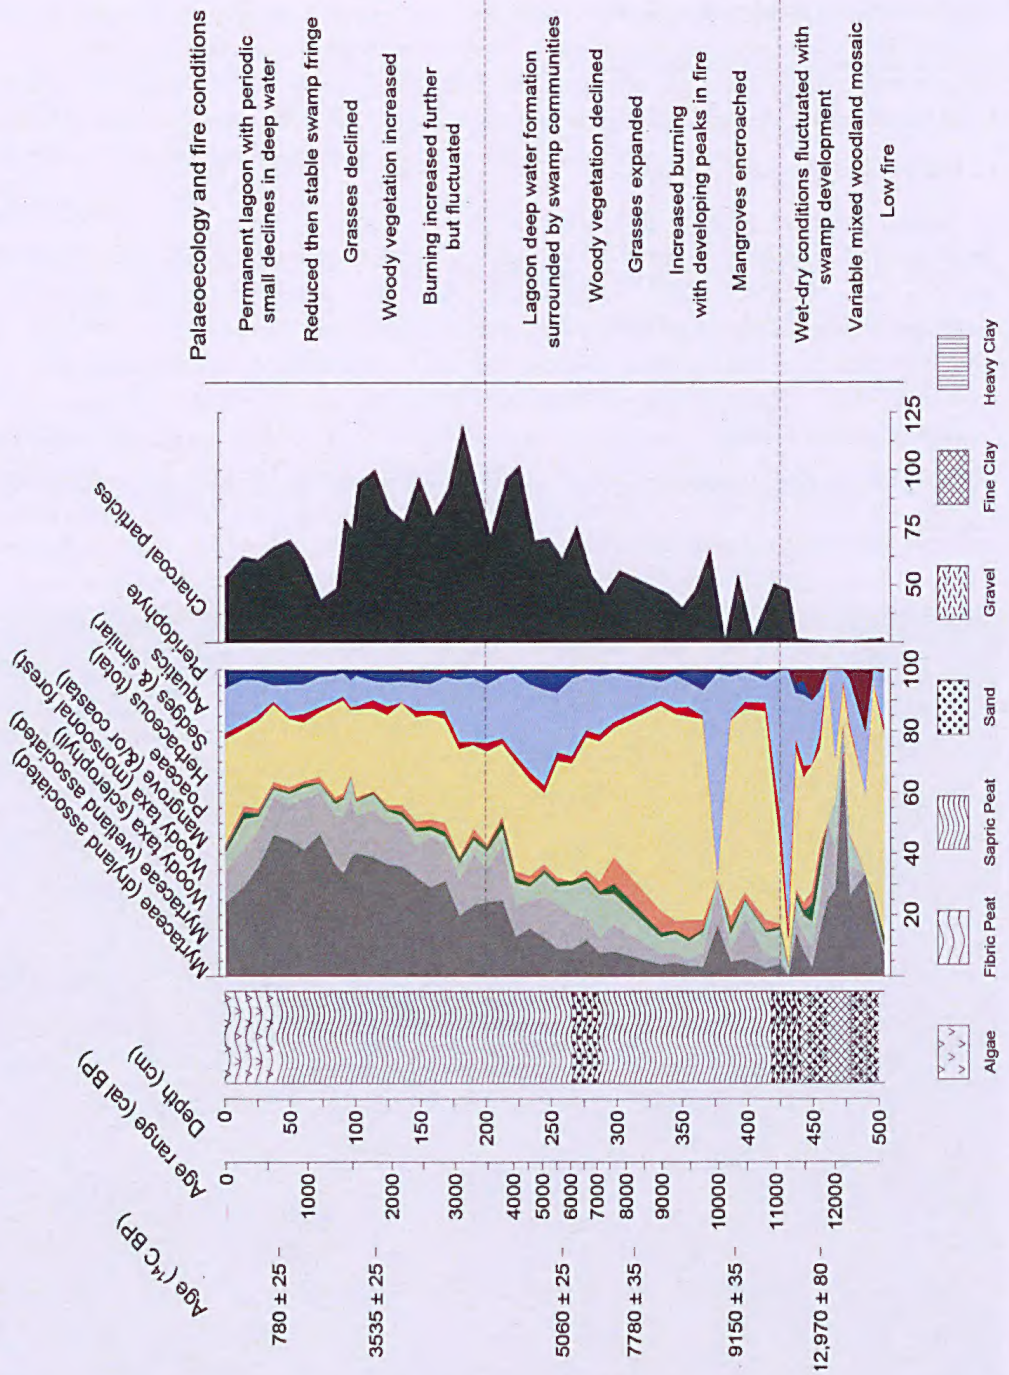 Age (¹⁴C BP)
Age range (cal BP)
Depth (cm)
Myrtaceae (dryland associated)
Myrtaceae (wetland associated)
Woody taxa (sclerophyll)
Woody taxa (monsoonal forest)
Mangrove (&/or coastal)
Poaceae
Herbaceous (total)
Sedges (& similar)
Aquatics
Pteridophyte
Charcoal particles
Palaeoecology and fire conditions
780 ± 25
3535 ± 25
5060 ± 25
7780 ± 35
9150 ± 35
12,970 ± 80
0
1000
2000
3000
4000
5000
6000
7000
8000
9000
10000
11000
12000
0
50
100
150
200
250
300
350
400
450
500
20
40
60
80
100
50
75
100
125
Permanent lagoon with periodic
small declines in deep water
Reduced then stable swamp fringe
Grasses declined
Woody vegetation increased
Burning increased further
but fluctuated
Lagoon deep water formation
surrounded by swamp communities
Woody vegetation declined
Grasses expanded
Increased burning
with developing peaks in fire
Mangroves encroached
Wet-dry conditions fluctuated with
swamp development
Variable mixed woodland mosaic
Low fire
Algae
Fibric Peat
Sapric Peat
Sand
Gravel
Fine Clay
Heavy Clay